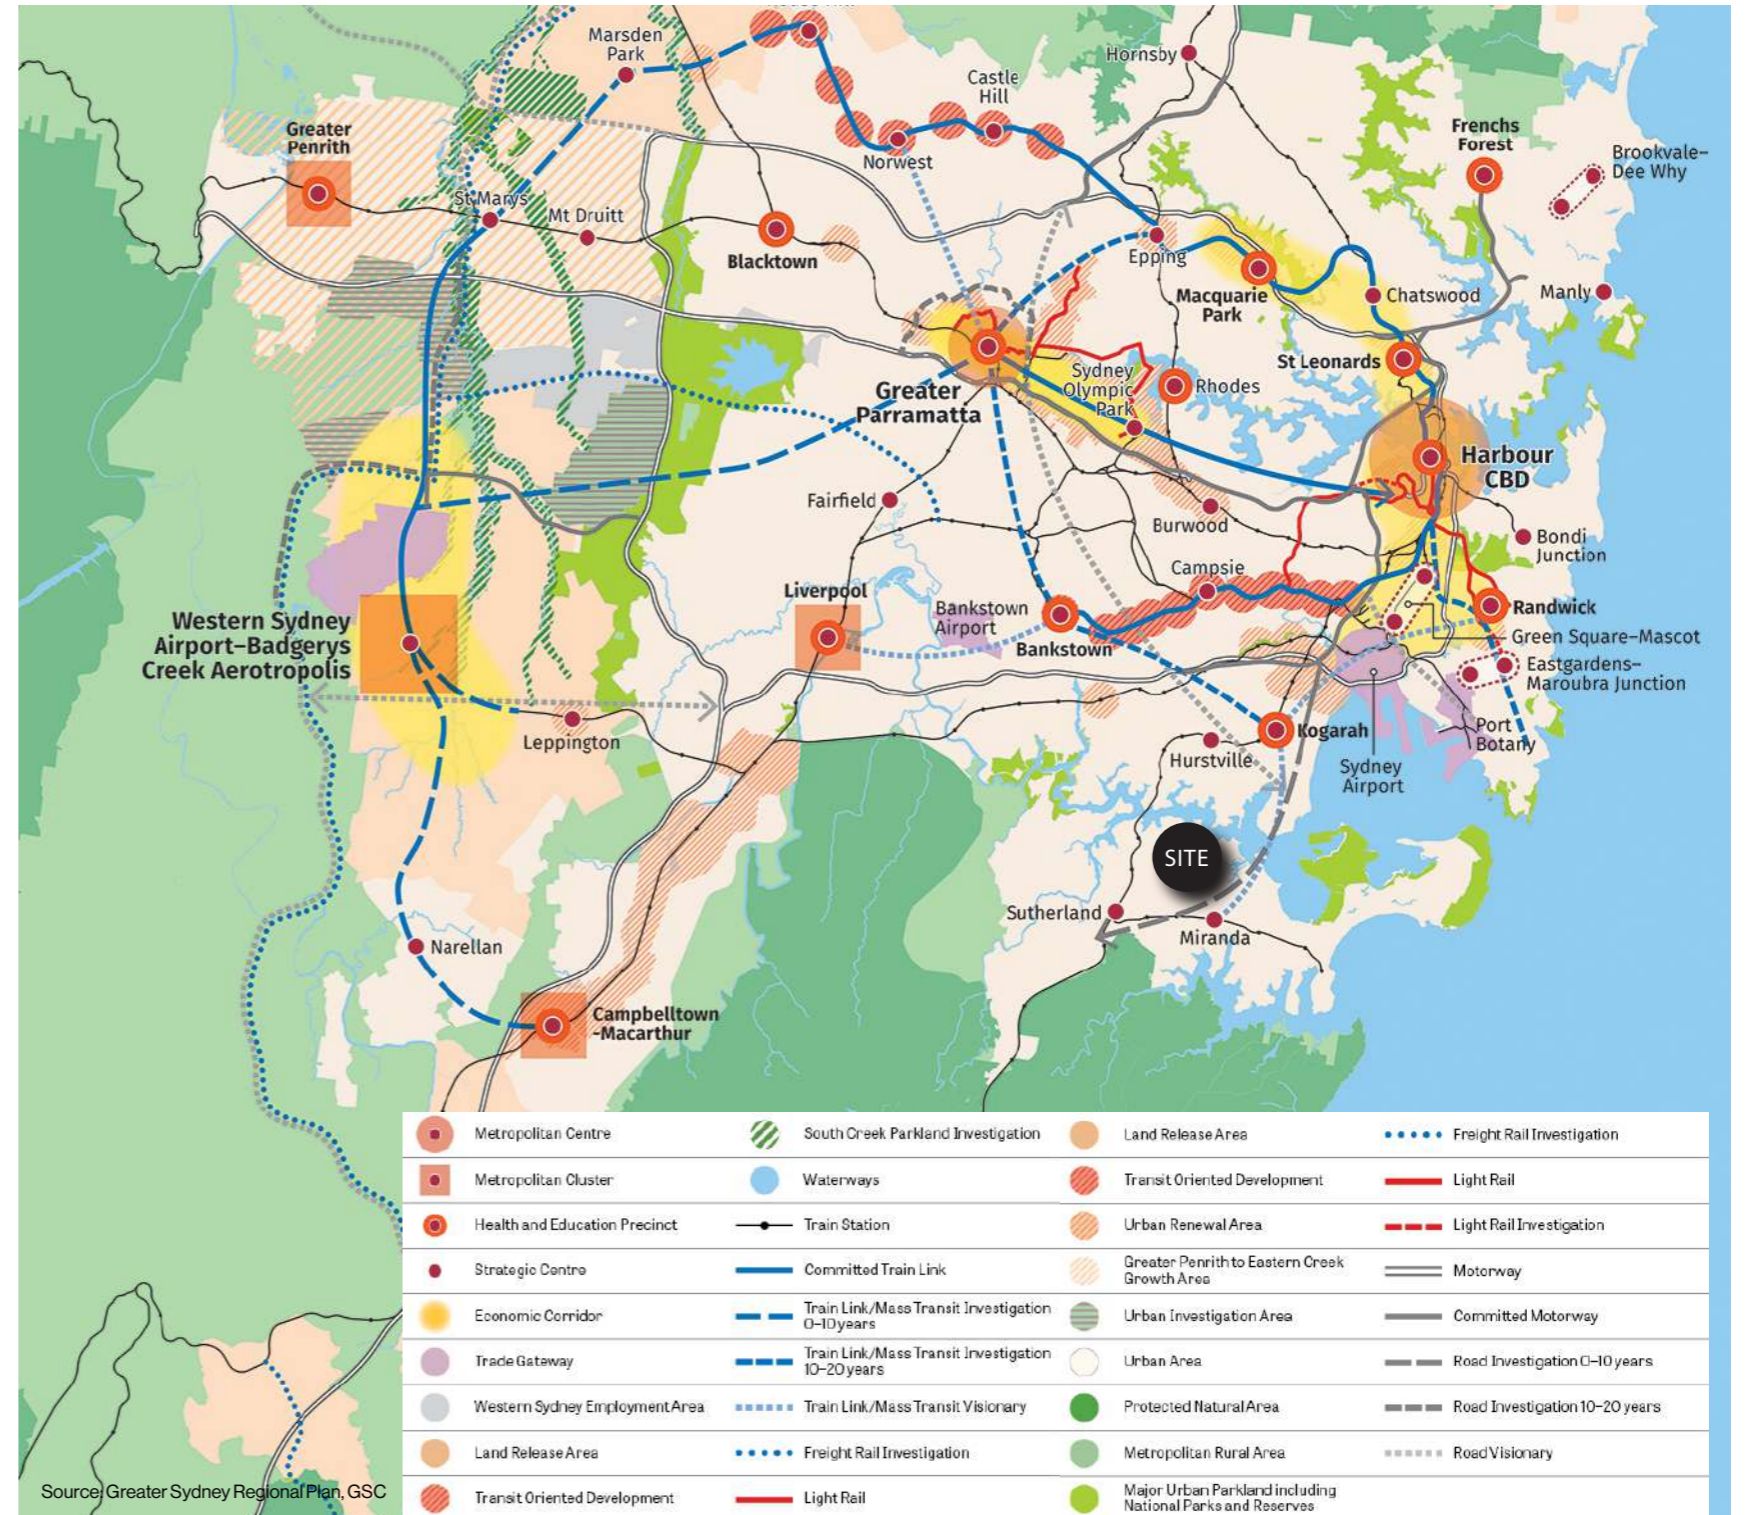 Marsden
Park
Hornsby
Castle
Hill
Norwest
Greater
Penrith
St Marys
Mt Druitt
Blacktown
Epping
Frenchs
Forest
Brookvale–
Dee Why
Macquarie
Park
Chatswood
Manly
St Leonards
Greater
Parramatta
Sydney
Olympic
Park
Rhodes
Harbour
CBD
Fairfield
Burwood
Bondi
Junction
Campsie
Liverpool
Bankstown
Airport
Bankstown
Randwick
Green Square–Mascot
Eastgardens–
Maroubra Junction
Western Sydney
Airport–Badgerys
Creek Aerotropolis
Leppington
Kogarah
Hurstville
Port
Botany
Sydney
Airport
SITE
Sutherland
Miranda
Narellan
Campbelltown
-Macarthur
Metropolitan Centre
Metropolitan Cluster
Health and Education Precinct
Strategic Centre
Economic Corridor
Trade Gateway
Western Sydney Employment Area
Land Release Area
Transit Oriented Development
South Creek Parkland Investigation
Waterways
Train Station
Committed Train Link
Train Link/Mass Transit Investigation
0–10 years
Train Link/Mass Transit Investigation
10–20 years
Train Link/Mass Transit Visionary
Freight Rail Investigation
Light Rail
Land Release Area
Transit Oriented Development
Urban Renewal Area
Greater Penrith to Eastern Creek
Growth Area
Urban Investigation Area
Urban Area
Protected Natural Area
Metropolitan Rural Area
Major Urban Parkland including
National Parks and Reserves
Freight Rail Investigation
Light Rail
Light Rail Investigation
Motorway
Committed Motorway
Road Investigation 0–10 years
Road Investigation 10–20 years
Road Visionary
Source: Greater Sydney Regional Plan, GSC